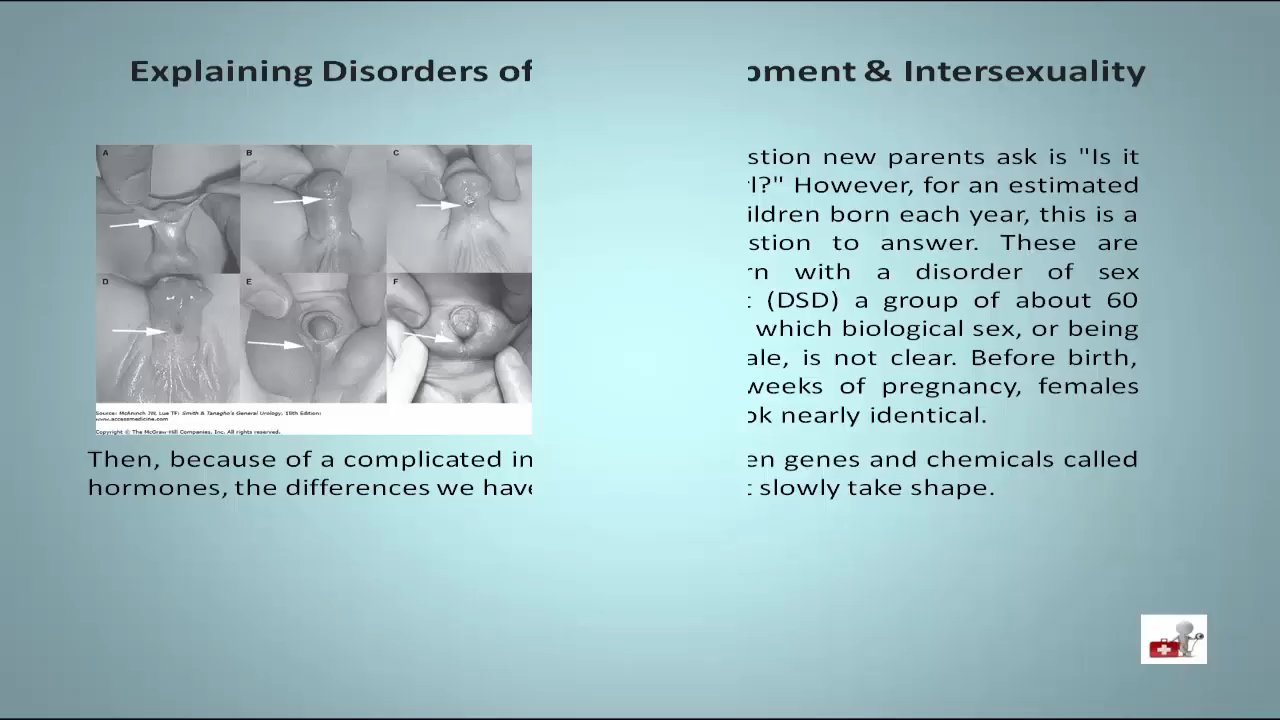 Explaining Disorders of pment & Intersexuality
A B C
D E F
Source: McAninch JW, Lue TF: Smith & Tanagho's General Urology, 18th Edition:
www.accessmedicine.com
Copyright © The McGraw-Hill Companies, Inc. All rights reserved.
stion new parents ask is "Is it
l?" However, for an estimated
ildren born each year, this is a
stion to answer. These are
rn with a disorder of sex
(DSD) a group of about 60
which biological sex, or being
ale, is not clear. Before birth,
weeks of pregnancy, females
ok nearly identical.
Then, because of a complicated in en genes and chemicals called
hormones, the differences we have slowly take shape.